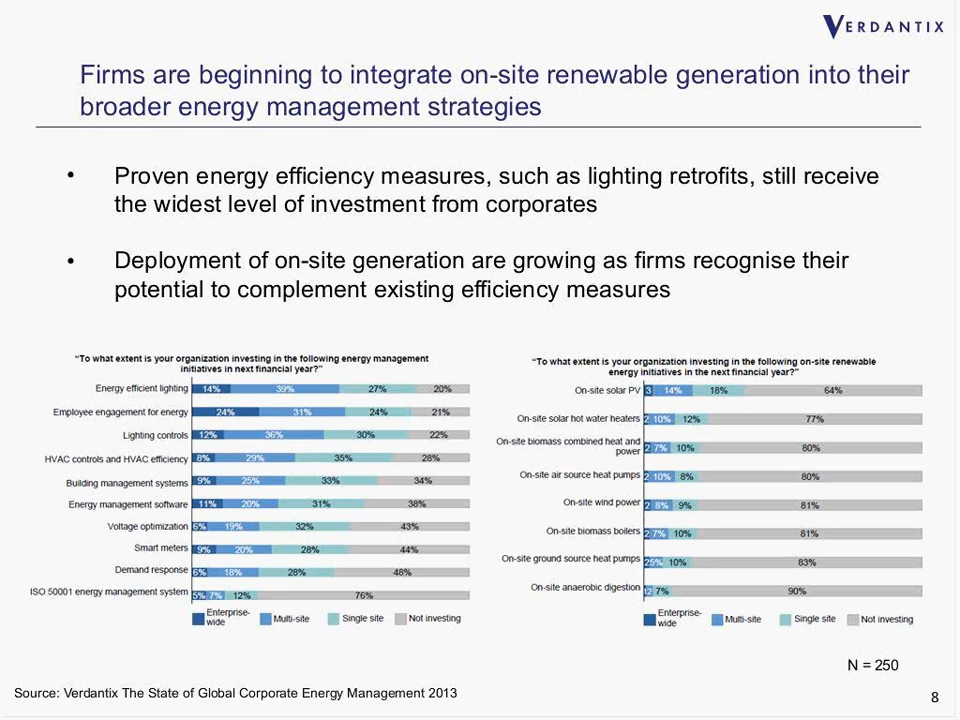 VERDANTIX
Firms are beginning to integrate on-site renewable generation into their
broader energy management strategies
• Proven energy efficiency measures, such as lighting retrofits, still receive
the widest level of investment from corporates
• Deployment of on-site generation are growing as firms recognise their
potential to complement existing efficiency measures
“To what extent is your organization investing in the following energy management
initiatives in next financial year?”
Energy efficient lighting 14% 39% 27% 20%
Employee engagement for energy 24% 31% 24% 21%
Lighting controls 12% 36% 30% 22%
HVAC controls and HVAC efficiency 8% 29% 35% 28%
Building management systems 9% 25% 33% 34%
Energy management software 11% 20% 31% 38%
Voltage optimization 6% 19% 32% 43%
Smart meters 9% 20% 28% 44%
Demand response 6% 18% 28% 48%
ISO 50001 energy management system 5% 7% 12% 76%
Enterprise-
wide Multi-site Single site Not investing
“To what extent is your organization investing in the following on-site renewable
energy initiatives in the next financial year?”
On-site solar PV 3 14% 18% 64%
On-site solar hot water heaters 2 10% 12% 77%
On-site biomass combined heat and
power 2 7% 10% 80%
On-site air source heat pumps 2 10% 8% 80%
On-site wind power 2 8% 9% 81%
On-site biomass boilers 2 7% 10% 81%
On-site ground source heat pumps 2 5% 10% 83%
On-site anaerobic digestion 1 2 7% 90%
Enterprise-
wide Multi-site Single site Not investing
N = 250
Source: Verdantix The State of Global Corporate Energy Management 2013
8